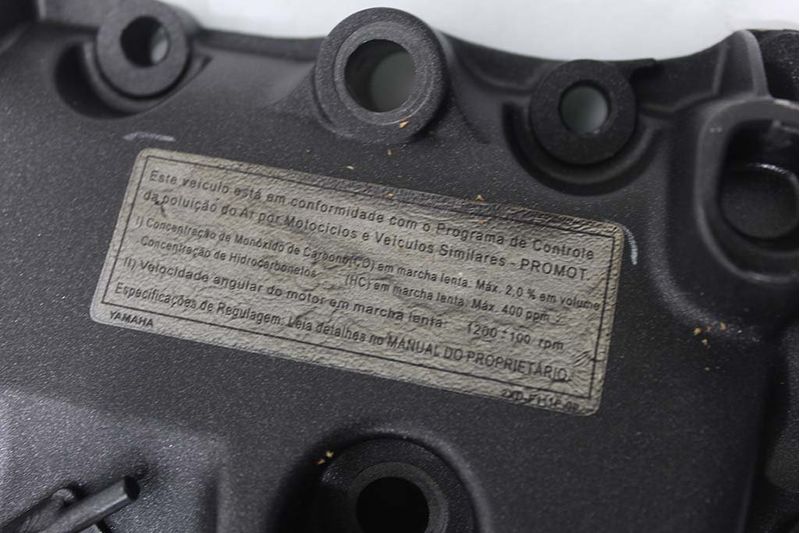 Este veículo está em conformidade com o Programa de Controle
da poluição do Ar por Motociclos e Veículos Similares - PROMOT.
I) Concentração de Monóxido de Carbono (CO) em marcha lenta: Máx. 2.0 % em volume
Concentração de Hidrocarbonetos (HC) em marcha lenta: Máx. 400 ppm
II) Velocidade angular do motor em marcha lenta: 1200 ± 100 rpm
Especificações de Regulagem: Leia detalhes no MANUAL DO PROPRIETÁRIO.
YAMAHA